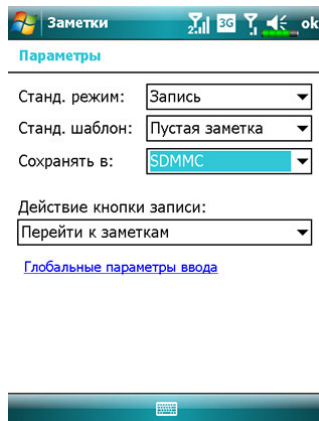 Заметки 2 3G ok
Параметры
Станд. режим: Запись
Станд. шаблон: Пустая заметка
Сохранять в: SDMMC
Действие кнопки записи:
Перейти к заметкам
Глобальные параметры ввода